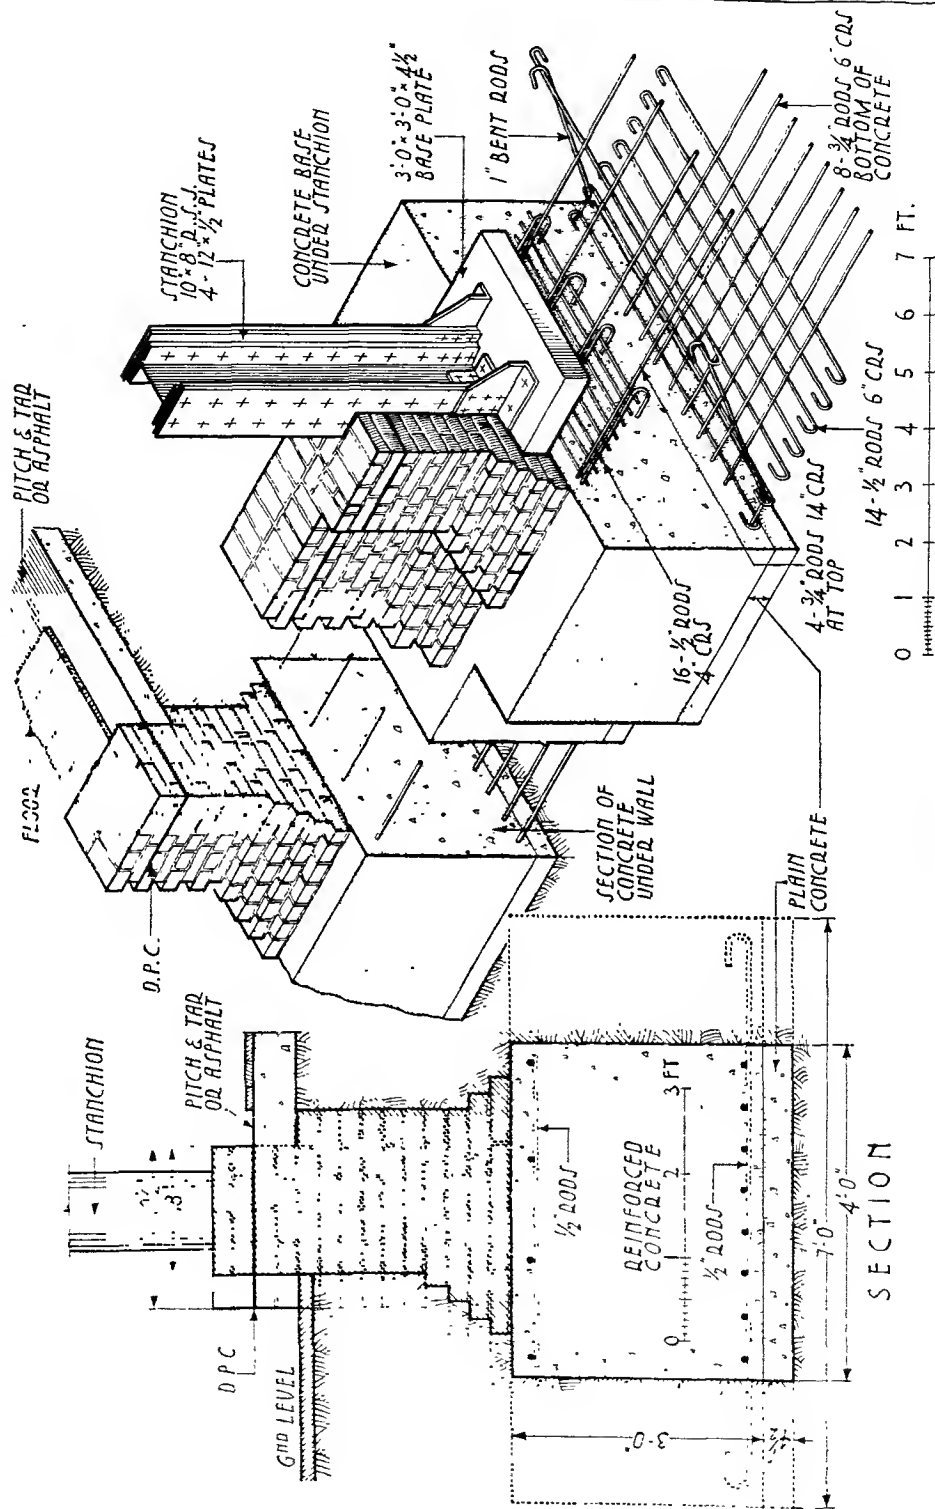 PITCH & TAR
OR ASPHALT
STANCHION
10"×8" R.S.J.
4-12"×½" PLATES
CONCRETE BASE
UNDER STANCHION
3'·0"×3'·0"×4½"
BASE PLATE
1" BENT RODS
8-¾" RODS 6" CRS
BOTTOM OF
CONCRETE
FLOOR
D.P.C.
SECTION OF
CONCRETE
UNDER WALL
16-½" RODS
4" CRS
4-¾" RODS 14" CRS
AT TOP
14-½" RODS 6" CRS
0 1 2 3 4 5 6 7 FT.
PLAIN
CONCRETE
STANCHION
PITCH & TAR
OR ASPHALT
D.P.C
GND LEVEL
½" RODS
REINFORCED
CONCRETE
0 2 3 FT
½" RODS
3'-0"
4'·0"
7'·0"
SECTION